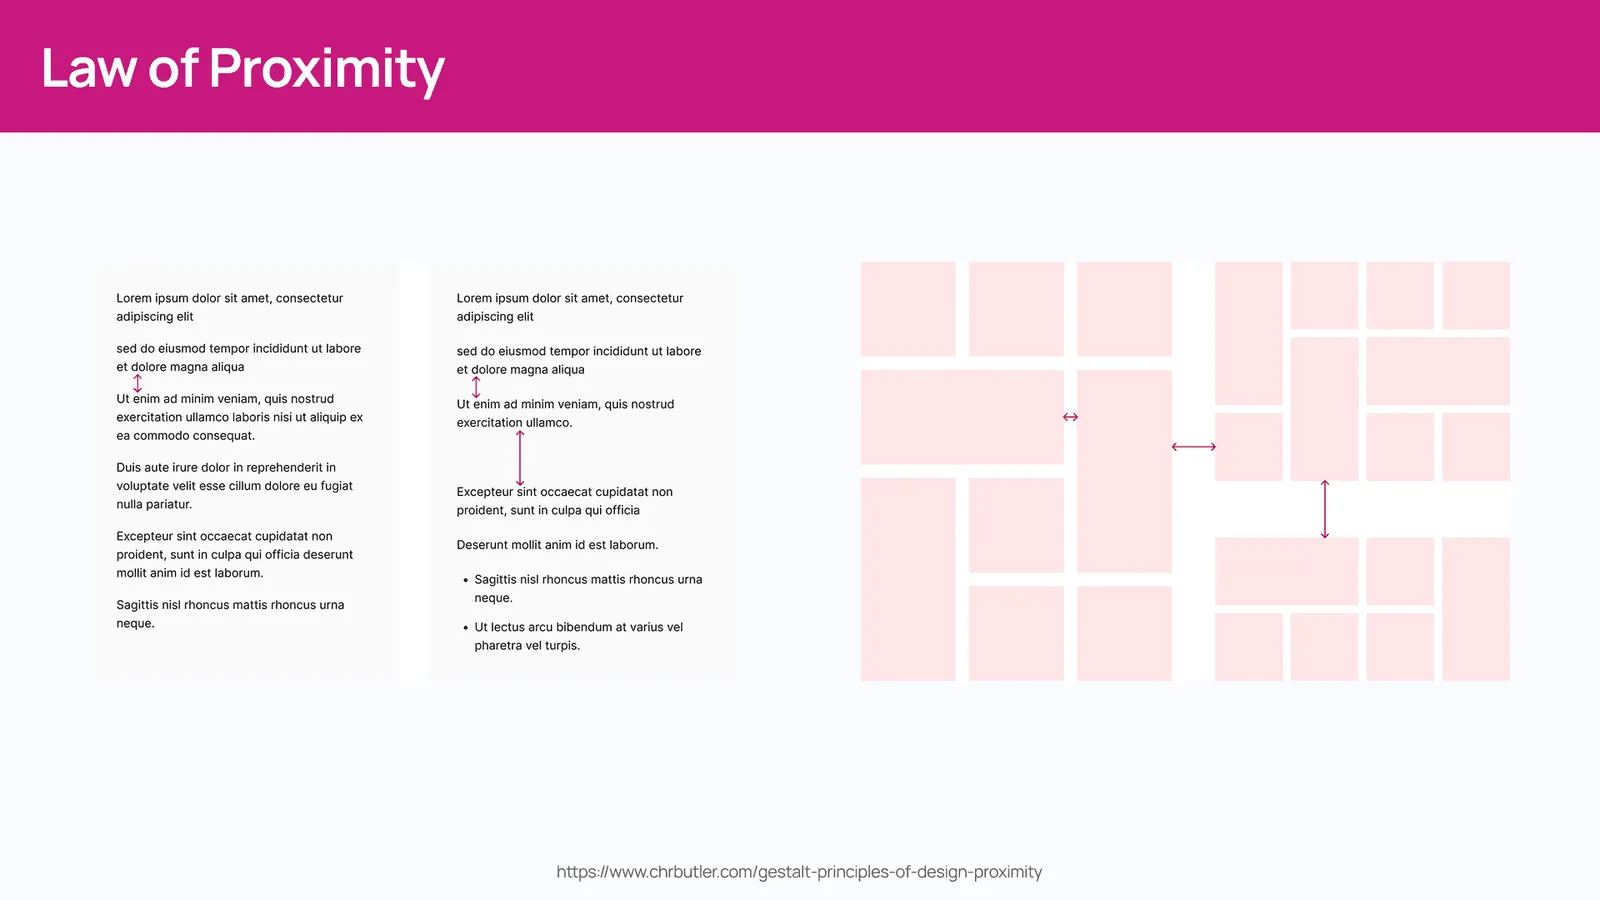 Law of Proximity
Lorem ipsum dolor sit amet, consectetur
adipiscing elit
sed do eiusmod tempor incididunt ut labore
et dolore magna aliqua
Ut enim ad minim veniam, quis nostrud
exercitation ullamco laboris nisi ut aliquip ex
ea commodo consequat.
Duis aute irure dolor in reprehenderit in
voluptate velit esse cillum dolore eu fugiat
nulla pariatur.
Excepteur sint occaecat cupidatat non
proident, sunt in culpa qui officia deserunt
mollit anim id est laborum.
Sagittis nisl rhoncus mattis rhoncus urna
neque.
Lorem ipsum dolor sit amet, consectetur
adipiscing elit
sed do eiusmod tempor incididunt ut labore
et dolore magna aliqua
Ut enim ad minim veniam, quis nostrud
exercitation ullamco.
Excepteur sint occaecat cupidatat non
proident, sunt in culpa qui officia
Deserunt mollit anim id est laborum.
• Sagittis nisl rhoncus mattis rhoncus urna
neque.
• Ut lectus arcu bibendum at varius vel
pharetra vel turpis.
https://www.chrbutler.com/gestalt-principles-of-design-proximity